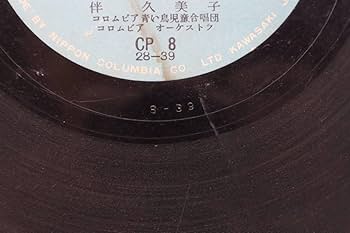 伴久美子
コロムビア青い鳥児童合唱団
コロムビア オーケストラ
CP 8
28-39
DE BY NIPPON COLUMBIA CO. LTD KAWASAKI J
8-39